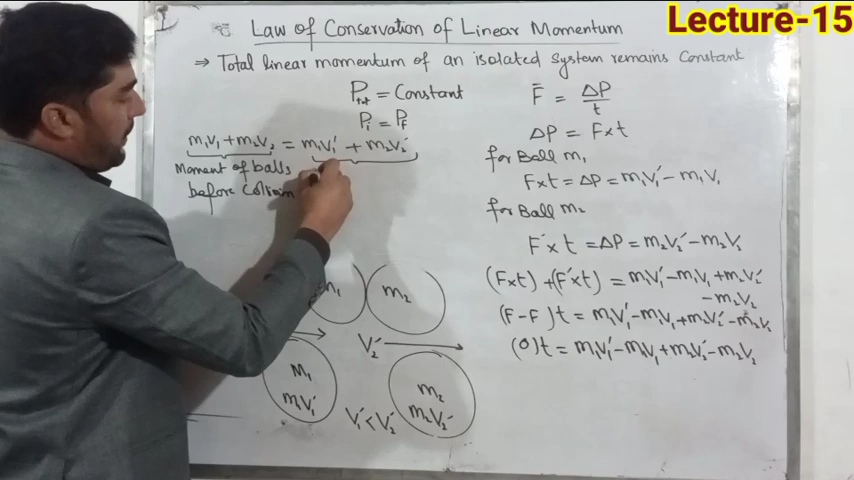 Lecture-15
Law of Conservation of Linear Momentum
⇒ Total linear momentum of an isolated system remains Constant
P_tot = Constant
P_i = P_F
m₁V₁ + m₂V₂ = m₁V₁′ + m₂V₂′
Moment of balls
before Collision
m₁ m₂
V₂′ →
M₁
m₁V₁′
V₁′ < V₂′
m₂
m₂V₂′
F̄ = ΔP/t
ΔP = F×t
for Ball m₁
F×t = ΔP = m₁V₁′ - m₁V₁
for Ball m₂
F′×t = ΔP = m₂V₂′ - m₂V₂
(F×t) + (F′×t) = m₁V₁′ - m₁V₁ + m₂V₂′
- m₂V₂
(F-F)t = m₁V₁′ - m₁V₁ + m₂V₂′ - m₂V₂
(0)t = m₁V₁′ - m₁V₁ + m₂V₂′ - m₂V₂